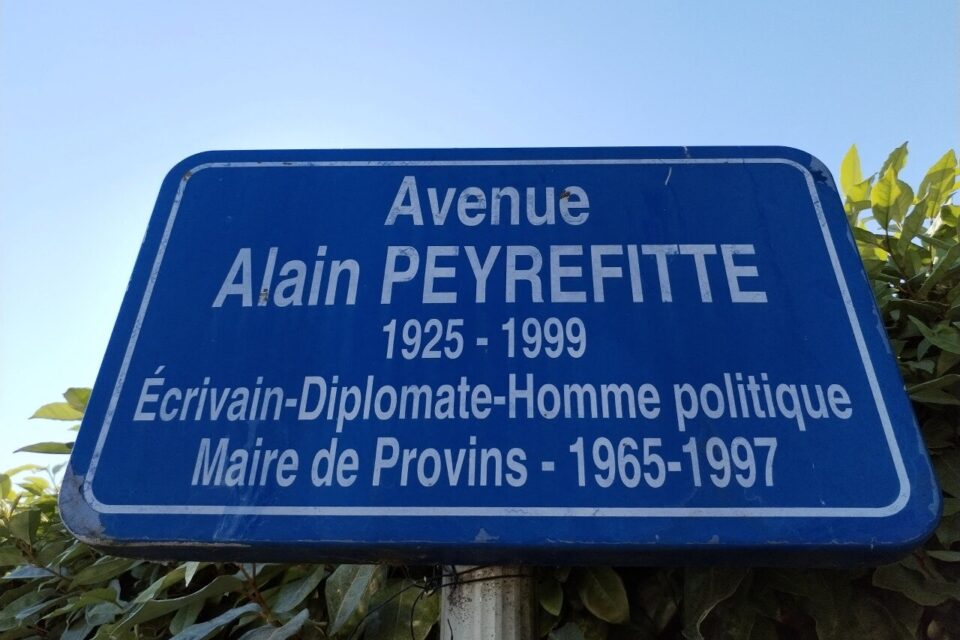 Avenue
Alain PEYREFITTE
1925 - 1999
Écrivain-Diplomate-Homme politique
Maire de Provins - 1965-1997